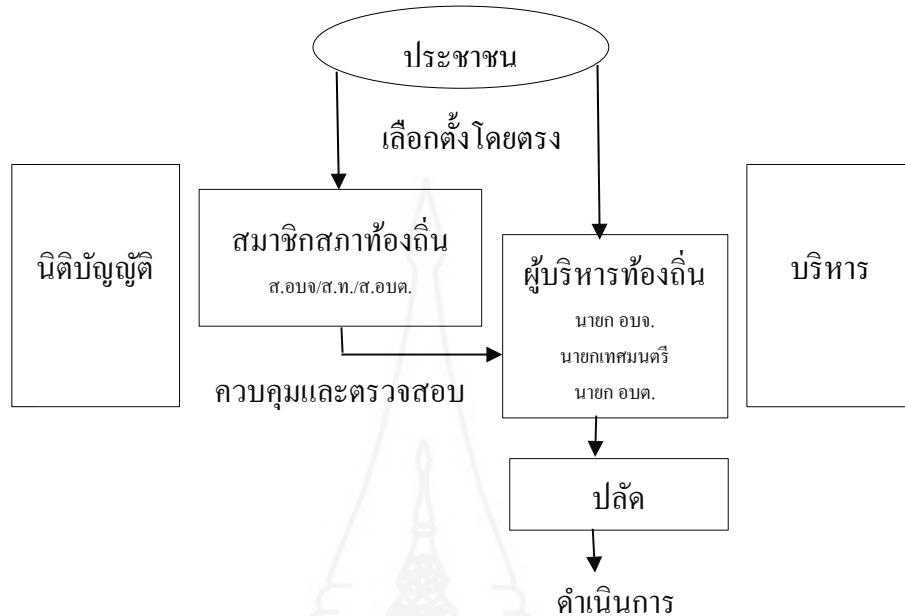 ประชาชน
เลือกตั้งโดยตรง
นิติบัญญัติ
สมาชิกสภาท้องถิ่น
ส.อบจ/ส.ท./ส.อบต.
ผู้บริหารท้องถิ่น
นายก อบจ.
นายกเทศมนตรี
นายก อบต.
บริหาร
ควบคุมและตรวจสอบ
ปลัด
ดำเนินการ